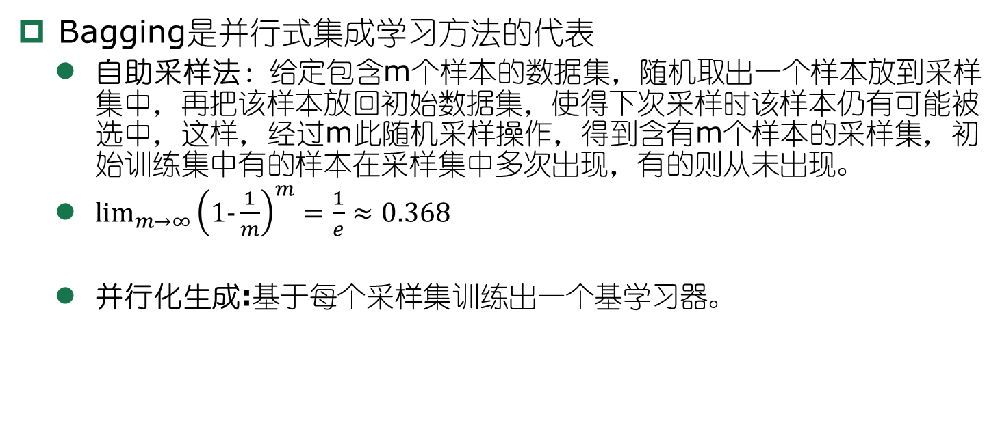 Bagging是并行式集成学习方法的代表
自助采样法：给定包含m个样本的数据集，随机取出一个样本放到采样
集中，再把该样本放回初始数据集，使得下次采样时该样本仍有可能被
选中，这样，经过m此随机采样操作，得到含有m个样本的采样集，初
始训练集中有的样本在采样集中多次出现，有的则从未出现。
lim_{m→∞} (1-1/m)^m = 1/e ≈ 0.368
并行化生成:基于每个采样集训练出一个基学习器。